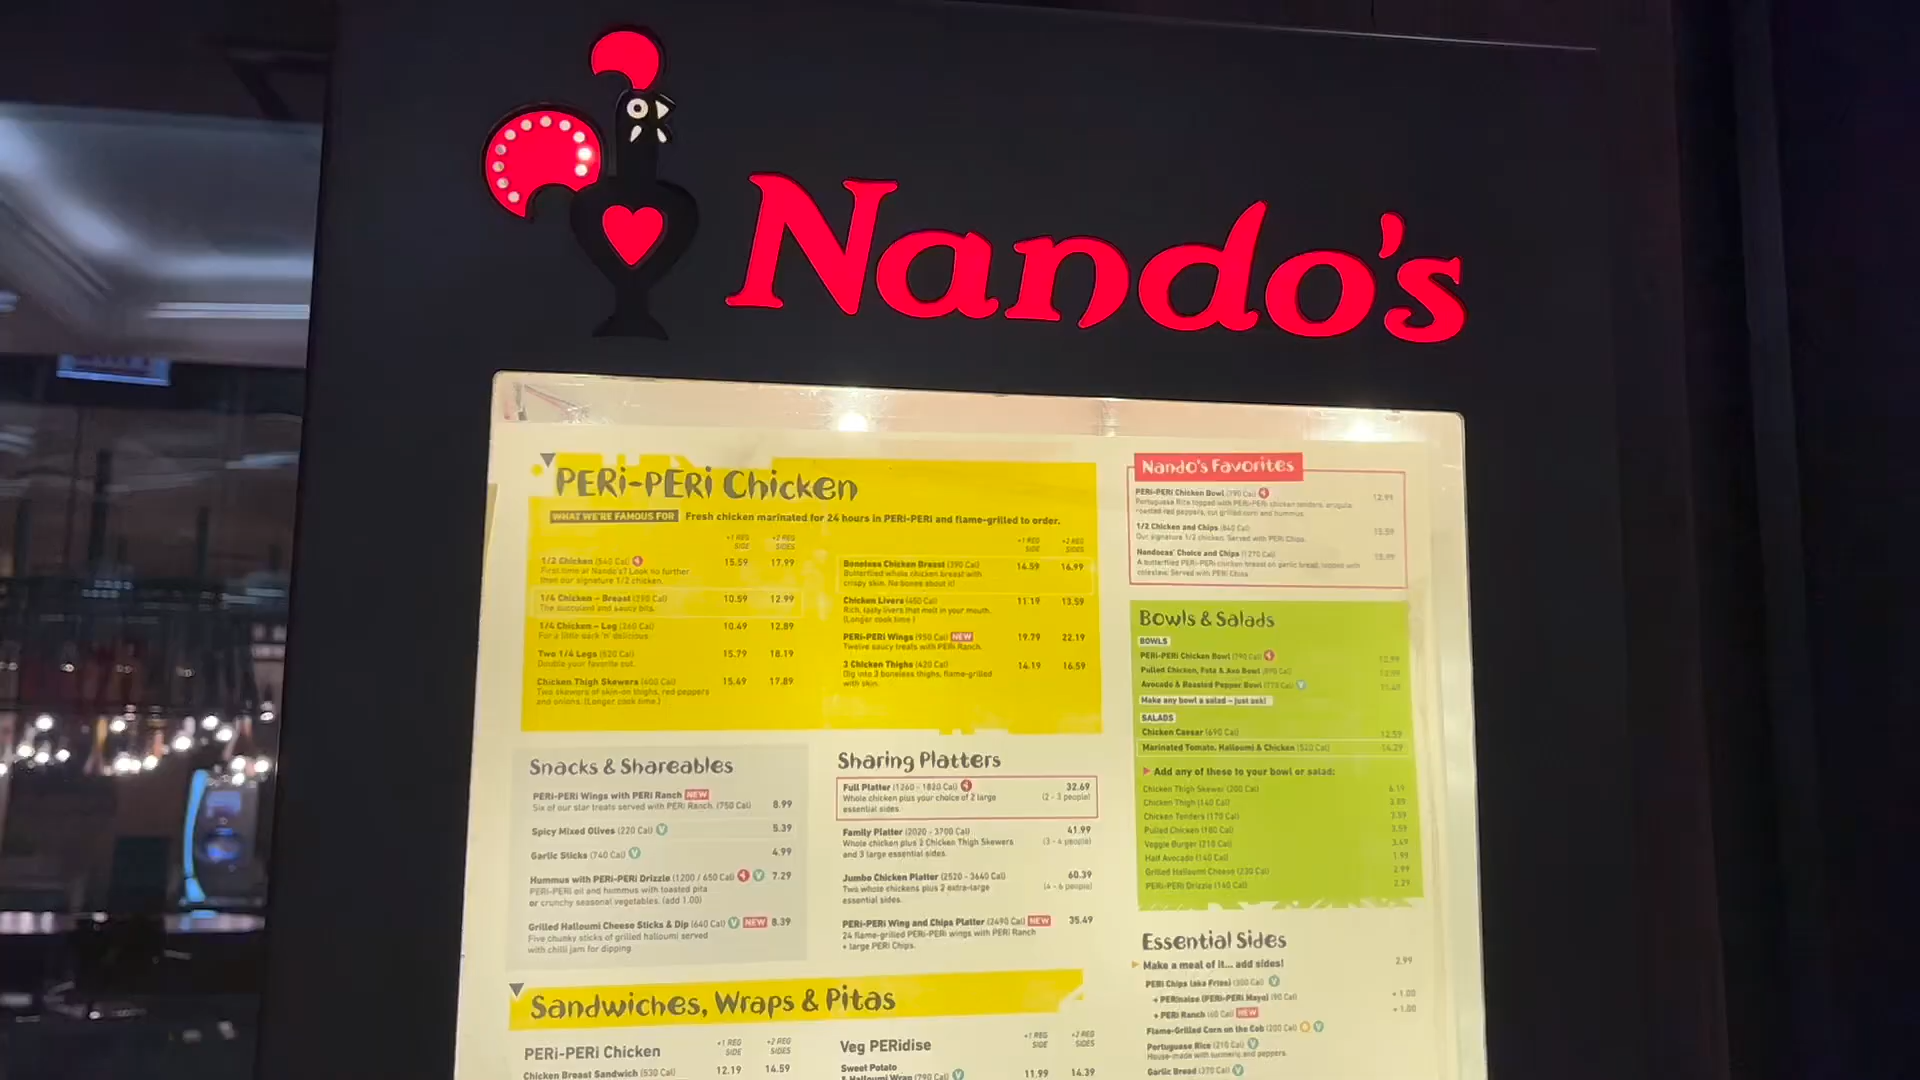 Nando's
PERi-PERi Chicken
WHAT WE'RE FAMOUS FOR Fresh chicken marinated for 24 hours in PERi-PERi and flame-grilled to order.
+1 REG SIDE +2 REG SIDES
1/2 Chicken (540 Cal) 15.59 17.99
First time at Nando's? Look no further
than our signature 1/2 chicken.
1/4 Chicken – Breast (290 Cal) 10.59 12.99
The succulent and saucy bits.
1/4 Chicken – Leg (260 Cal) 10.49 12.89
For a little dark 'n' delicious.
Two 1/4 Legs (520 Cal) 15.79 18.19
Double your favorite cut.
Chicken Thigh Skewers (600 Cal) 15.49 17.89
Two skewers of skin-on thighs, red peppers
and onions. (Longer cook time.)
+1 REG SIDE +2 REG SIDES
Boneless Chicken Breast (390 Cal) 14.59 16.99
Butterflied whole chicken breast with
crispy skin. No bones about it!
Chicken Livers (450 Cal) 11.19 13.59
Rich, tasty livers that melt in your mouth.
(Longer cook time.)
PERi-PERi Wings (950 Cal) NEW 19.79 22.19
Twelve saucy treats with PERi Ranch.
3 Chicken Thighs (420 Cal) 14.19 16.59
Dig into 3 boneless thighs, flame-grilled
with skin.
Nando's Favorites
PERi-PERi Chicken Bowl (790 Cal) 12.99
Portuguese Rice topped with PERi-PERi chicken tenders, arugula,
roasted red peppers, cut grilled corn and hummus.
1/2 Chicken and Chips (840 Cal) 15.59
Our signature 1/2 chicken. Served with PERi Chips.
Nandocas' Choice and Chips (1270 Cal)
A butterflied PERi-PERi chicken breast on garlic bread, topped with
coleslaw. Served with PERi Chips.
Bowls & Salads
BOWLS
PERi-PERi Chicken Bowl (790 Cal) 12.99
Pulled Chicken, Feta & Avo Bowl (890 Cal)
Avocado & Roasted Pepper Bowl (770 Cal) V
Make any bowl a salad – just ask!
SALADS
Chicken Caesar (690 Cal) 12.59
Marinated Tomato, Halloumi & Chicken (520 Cal) 14.29
Add any of these to your bowl or salad:
Chicken Thigh Skewer (200 Cal) 6.19
Chicken Thigh (140 Cal) 3.89
Chicken Tenders (170 Cal) 3.59
Pulled Chicken (180 Cal) 3.59
Veggie Burger (210 Cal) 3.69
Half Avocado (140 Cal) 1.99
Grilled Halloumi Cheese (230 Cal) 2.99
PERi-PERi Drizzle (140 Cal) 2.29
Snacks & Shareables
PERi-PERi Wings with PERi Ranch NEW
Six of our star treats served with PERi Ranch. (750 Cal) 8.99
Spicy Mixed Olives (220 Cal) V 5.39
Garlic Sticks (740 Cal) V 4.99
Hummus with PERi-PERi Drizzle (1200 / 650 Cal) V 7.29
PERi-PERi oil and hummus with toasted pita
or crunchy seasonal vegetables. (add 1.00)
Grilled Halloumi Cheese Sticks & Dip (640 Cal) V NEW 8.39
Five chunky sticks of grilled halloumi served
with chilli jam for dipping.
Sharing Platters
Full Platter (1260 - 1820 Cal) 32.69
Whole chicken plus your choice of 2 large (2 - 3 people)
essential sides.
Family Platter (2020 - 3700 Cal) 41.99
Whole chicken plus 2 Chicken Thigh Skewers (3 - 4 people)
and 3 large essential sides.
Jumbo Chicken Platter (2520 - 3640 Cal) 60.39
Two whole chickens plus 2 extra-large (4 - 6 people)
essential sides.
PERi-PERi Wing and Chips Platter (2490 Cal) NEW 35.49
24 flame-grilled PERi-PERi wings with PERi Ranch
+ large PERi Chips.
Essential Sides
Make a meal of it... add sides! 2.99
PERi Chips (aka Fries) (300 Cal) V
+ PERinaise (PERi-PERi Mayo) (90 Cal) + 1.00
+ PERi Ranch (60 Cal) NEW + 1.00
Flame-Grilled Corn on the Cob (200 Cal) V
Portuguese Rice (210 Cal) V
House-made with turmeric and peppers.
Garlic Bread (370 Cal) V
Sandwiches, Wraps & Pitas
PERi-PERi Chicken +1 REG SIDE +2 REG SIDES
Chicken Breast Sandwich (530 Cal) 12.19 14.59
Veg PERidise +1 REG SIDE +2 REG SIDES
Sweet Potato
& Halloumi Wrap (790 Cal) V 11.99 14.39